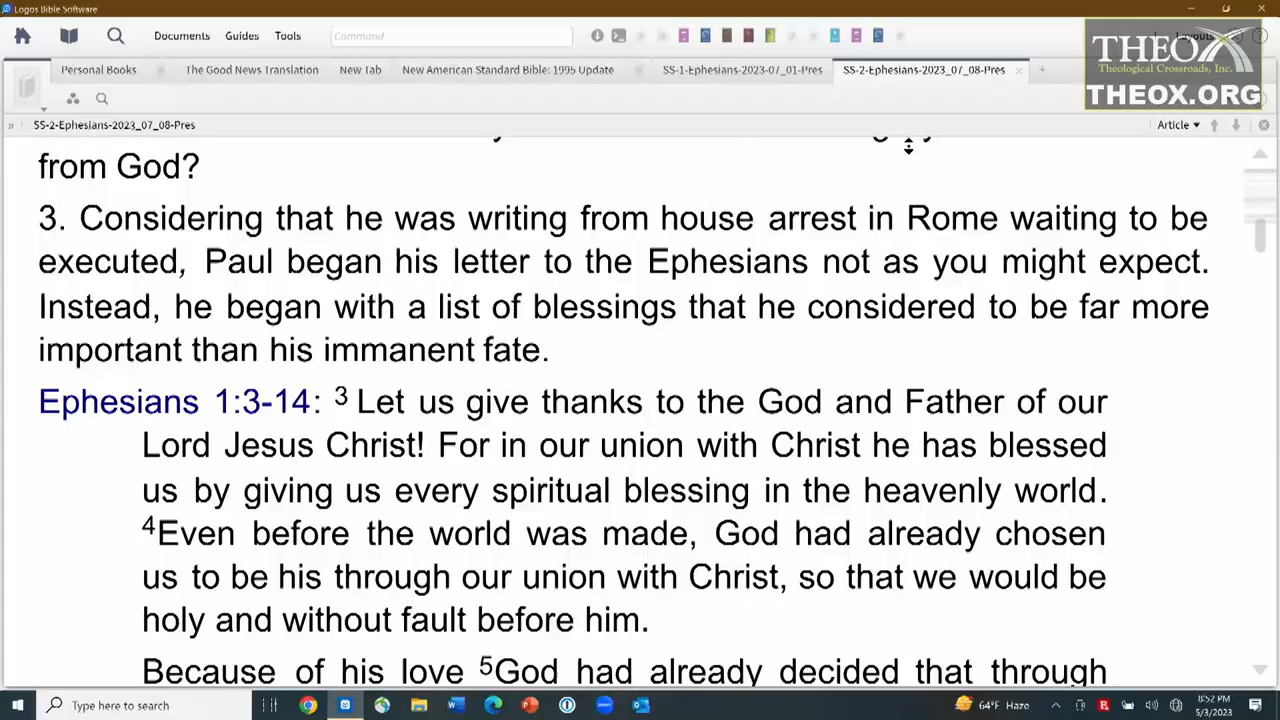 Logos Bible Software
Documents Guides Tools Command Layouts
THEOX
Theological Crossroads, Inc.
THEOX.ORG
Personal Books The Good News Translation New Tab New American Standard Bible: 1995 Update SS-1-Ephesians-2023-07_01-Pres SS-2-Ephesians-2023_07_08-Pres
SS-2-Ephesians-2023_07_08-Pres Article
from God?
3. Considering that he was writing from house arrest in Rome waiting to be
executed, Paul began his letter to the Ephesians not as you might expect.
Instead, he began with a list of blessings that he considered to be far more
important than his immanent fate.
Ephesians 1:3-14: 3 Let us give thanks to the God and Father of our
Lord Jesus Christ! For in our union with Christ he has blessed
us by giving us every spiritual blessing in the heavenly world.
4Even before the world was made, God had already chosen
us to be his through our union with Christ, so that we would be
holy and without fault before him.
Because of his love 5God had already decided that through
Type here to search 64°F Haze 8:52 PM
5/3/2023